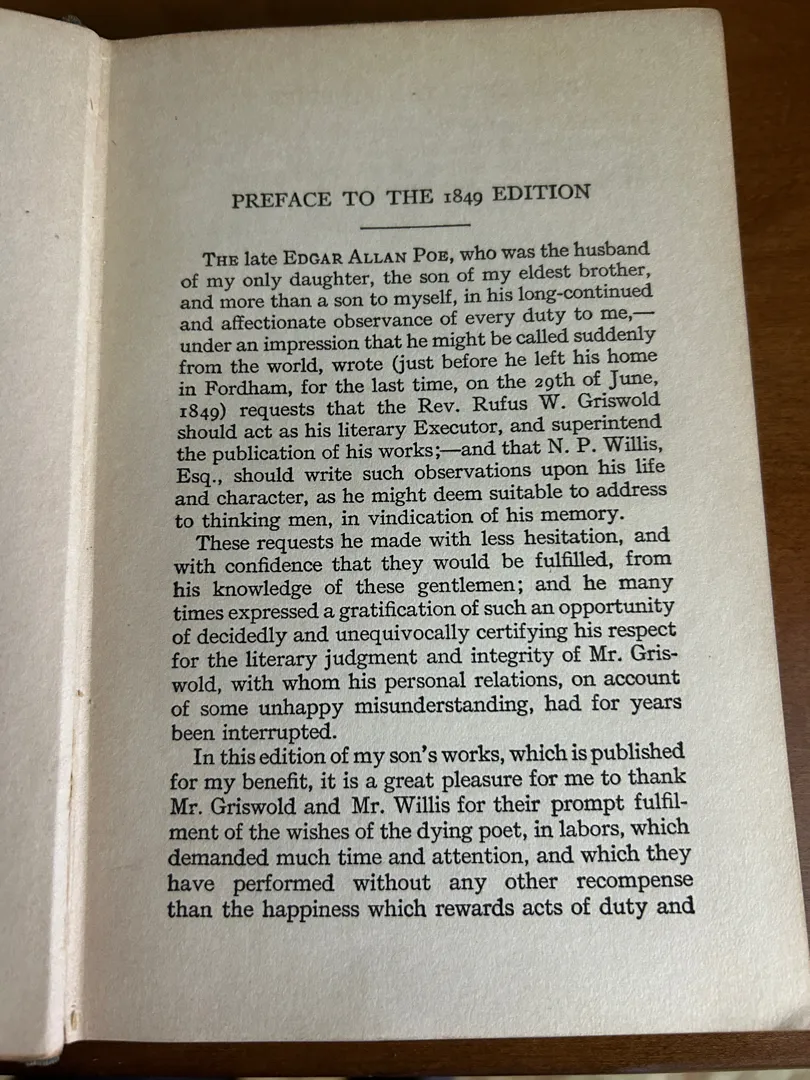 PREFACE TO THE 1849 EDITION
THE late EDGAR ALLAN POE, who was the husband
of my only daughter, the son of my eldest brother,
and more than a son to myself, in his long-continued
and affectionate observance of every duty to me,—
under an impression that he might be called suddenly
from the world, wrote (just before he left his home
in Fordham, for the last time, on the 29th of June,
1849) requests that the Rev. Rufus W. Griswold
should act as his literary Executor, and superintend
the publication of his works;—and that N. P. Willis,
Esq., should write such observations upon his life
and character, as he might deem suitable to address
to thinking men, in vindication of his memory.
These requests he made with less hesitation, and
with confidence that they would be fulfilled, from
his knowledge of these gentlemen; and he many
times expressed a gratification of such an opportunity
of decidedly and unequivocally certifying his respect
for the literary judgment and integrity of Mr. Gris-
wold, with whom his personal relations, on account
of some unhappy misunderstanding, had for years
been interrupted.
In this edition of my son's works, which is published
for my benefit, it is a great pleasure for me to thank
Mr. Griswold and Mr. Willis for their prompt fulfil-
ment of the wishes of the dying poet, in labors, which
demanded much time and attention, and which they
have performed without any other recompense
than the happiness which rewards acts of duty and